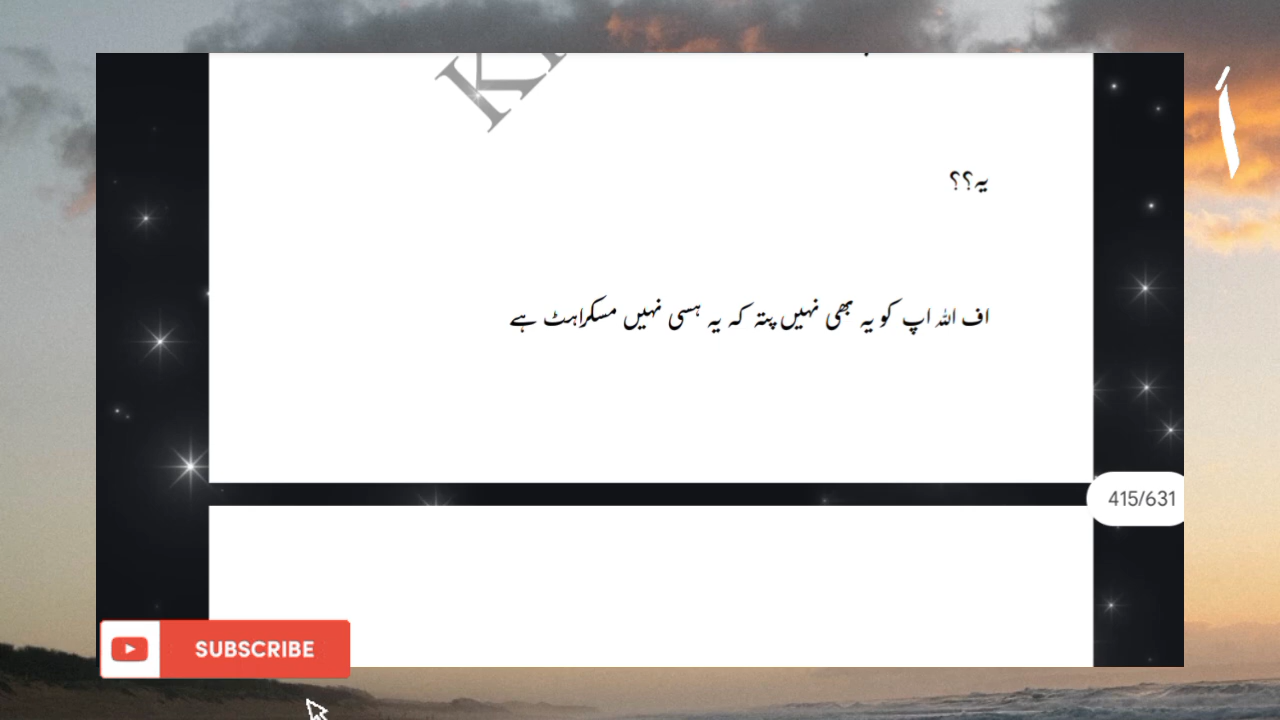 یہ؟؟
اف اللہ اپ کو یہ بھی نہیں پتہ کہ یہ ہسی نہیں مسکراہٹ ہے
415/631
SUBSCRIBE